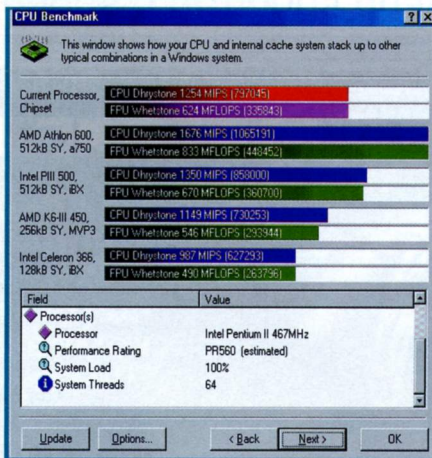 CPU Benchmark
This window shows how your CPU and internal cache system stack up to other
typical combinations in a Windows system.
Current Processor,
Chipset
CPU Dhrystone 1254 MIPS (797045)
FPU Whetstone 624 MFLOPS (335843)
AMD Athlon 600,
512kB SY, a750
CPU Dhrystone 1676 MIPS (1065191)
FPU Whetstone 833 MFLOPS (448452)
Intel PIII 500,
512kB SY, iBX
CPU Dhrystone 1350 MIPS (858000)
FPU Whetstone 670 MFLOPS (360700)
AMD K6-III 450,
256kB SY, MVP3
CPU Dhrystone 1149 MIPS (730253)
FPU Whetstone 546 MFLOPS (293944)
Intel Celeron 366,
128kB SY, iBX
CPU Dhrystone 987 MIPS (627293)
FPU Whetstone 490 MFLOPS (263796)
Field Value
Processor(s)
Processor Intel Pentium II 467MHz
Performance Rating PR560 (estimated)
System Load 100%
System Threads 64
Update Options... < Back Next > OK